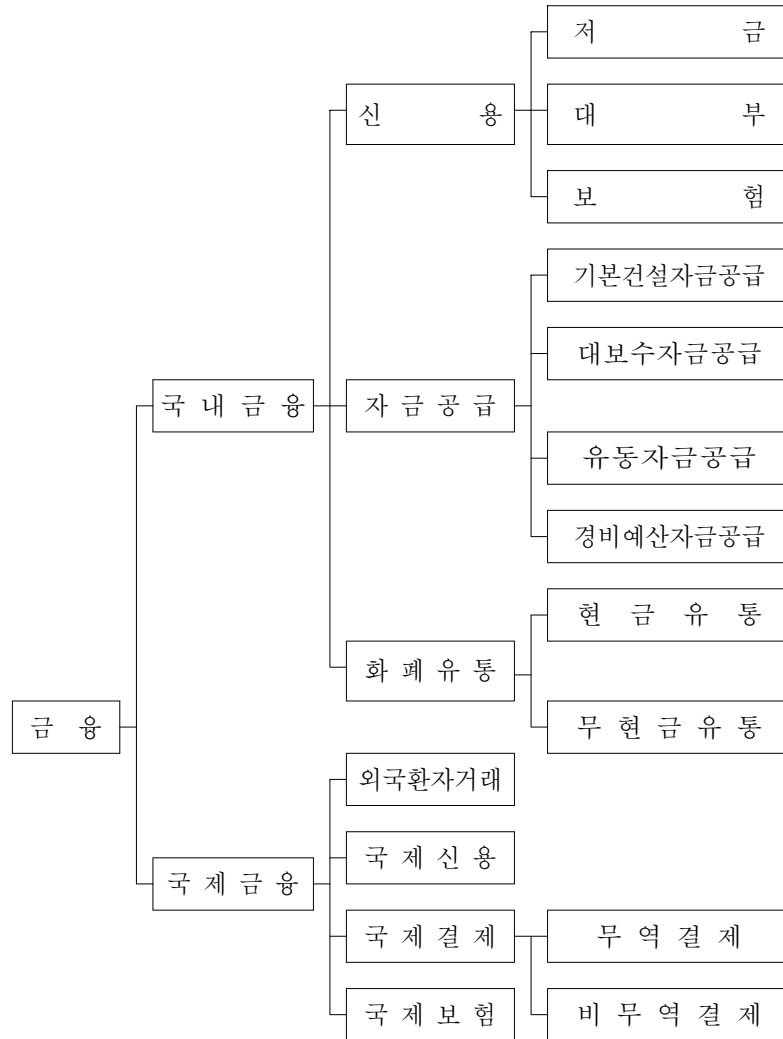 저금
신용
대부
보험
기본건설자금공급
대보수자금공급
국내금융
자금공급
유동자금공급
경비예산자금공급
현금유통
화폐유통
금융
무현금유통
외국환자거래
국제신용
국제금융
국제결제
무역결제
국제보험
비무역결제